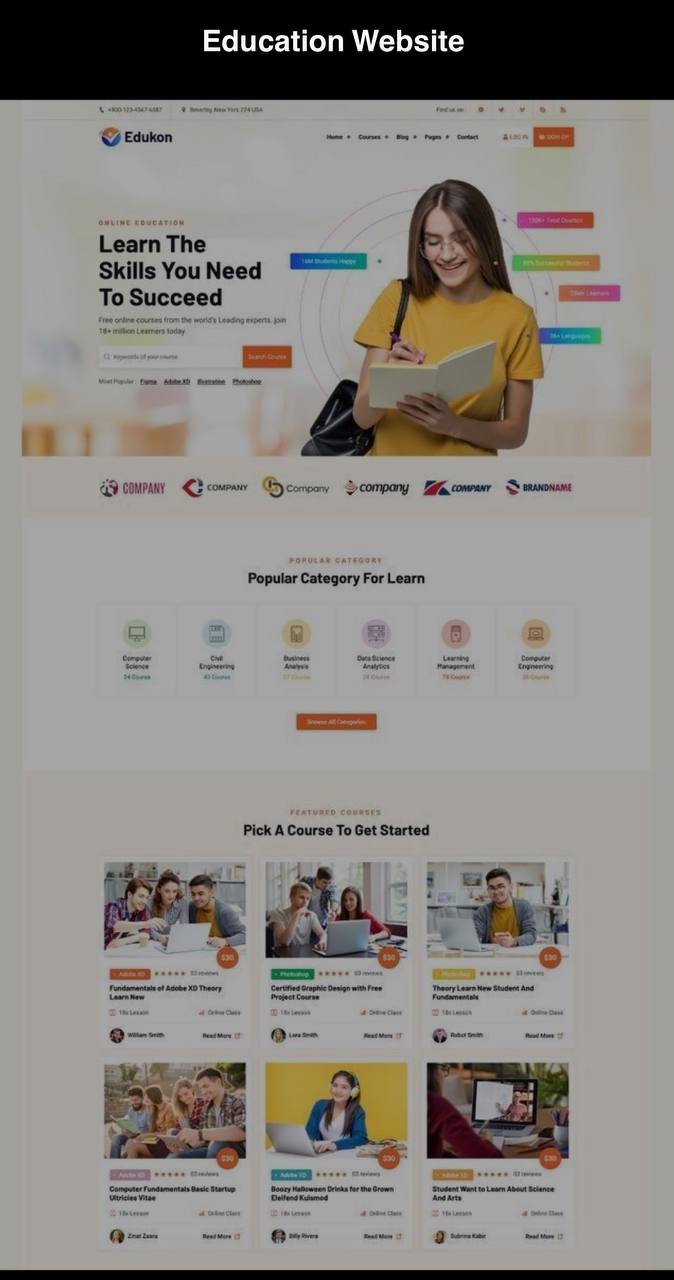 Education Website
+800-123-4567-6587
Beverley, New York 224 USA
Find us on :
Edukon
Home +
Courses +
Blog +
Pages +
Contact
LOG IN
SIGN UP
ONLINE EDUCATION
Learn The
Skills You Need
To Succeed
Free online courses from the world's Leading experts. join
18+ million Learners today.
Keywords of your course
Search Course
Most Popular :
Figma
Adobe XD
Illustration
Photoshop
16M Students Happy
130K+ Total Courses
89% Successful Students
Learners
36+ Languages
COMPANY
COMPANY
Company
company
COMPANY
BRANDNAME
POPULAR CATEGORY
Popular Category For Learn
Computer
Science
24 Course
Civil
Engineering
40 Course
Business
Analysis
27 Course
Data Science
Analytics
28 Course
Learning
Management
78 Course
Computer
Engineering
38 Course
Browse All Categories
FEATURED COURSES
Pick A Course To Get Started
$30
$30
$30
Adobe XD
03 reviews
Fundamentals of Adobe XD Theory
Learn New
18x Lesson
Online Class
William Smith
Read More
Photoshop
03 reviews
Certified Graphic Design with Free
Project Course
18x Lesson
Online Class
Lora Smith
Read More
Photoshop
03 reviews
Theory Learn New Student And
Fundamentals
18x Lesson
Online Class
Robot Smith
Read More
$30
$30
$30
Adobe XD
03 reviews
Computer Fundamentals Basic Startup
Ultricies Vitae
18x Lesson
Online Class
Zinat Zaara
Read More
Adobe XD
03 reviews
Boozy Halloween Drinks for the Grown
Eleifend Kuismod
18x Lesson
Online Class
Billy Rivera
Read More
Adobe XD
03 reviews
Student Want to Learn About Science
And Arts
18x Lesson
Online Class
Subrina Kabir
Read More